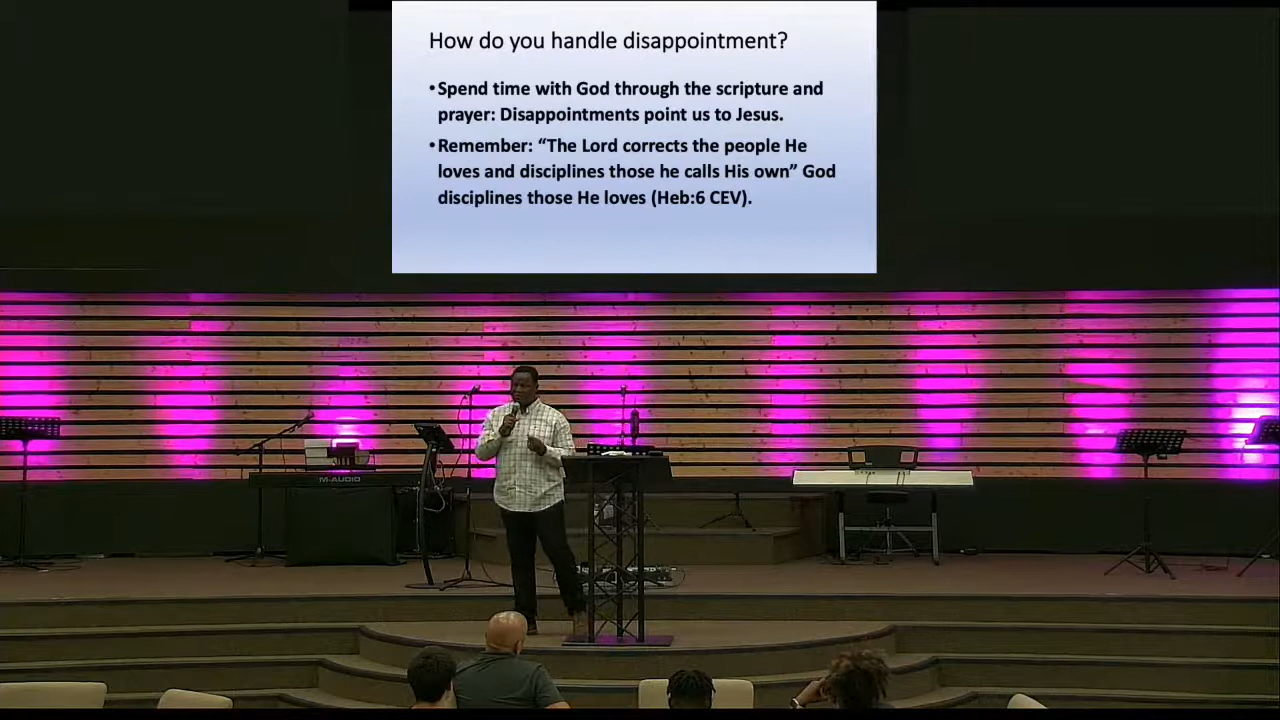 How do you handle disappointment?
•Spend time with God through the scripture and
prayer: Disappointments point us to Jesus.
•Remember: “The Lord corrects the people He
loves and disciplines those he calls His own” God
disciplines those He loves (Heb:6 CEV).
M-AUDIO